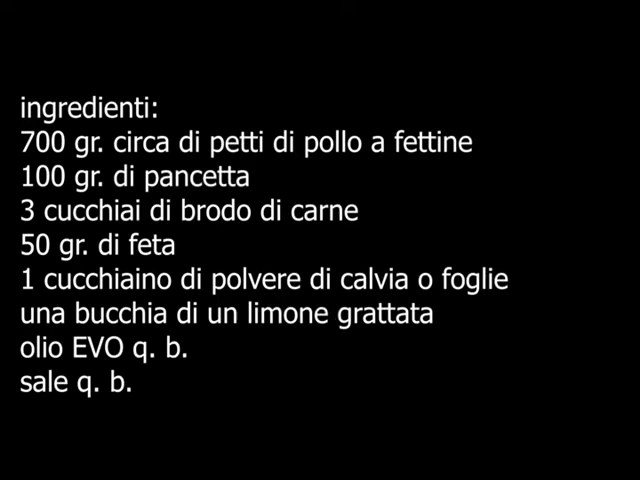 ingredienti:
700 gr. circa di petti di pollo a fettine
100 gr. di pancetta
3 cucchiai di brodo di carne
50 gr. di feta
1 cucchiaino di polvere di calvia o foglie
una bucchia di un limone grattata
olio EVO q. b.
sale q. b.